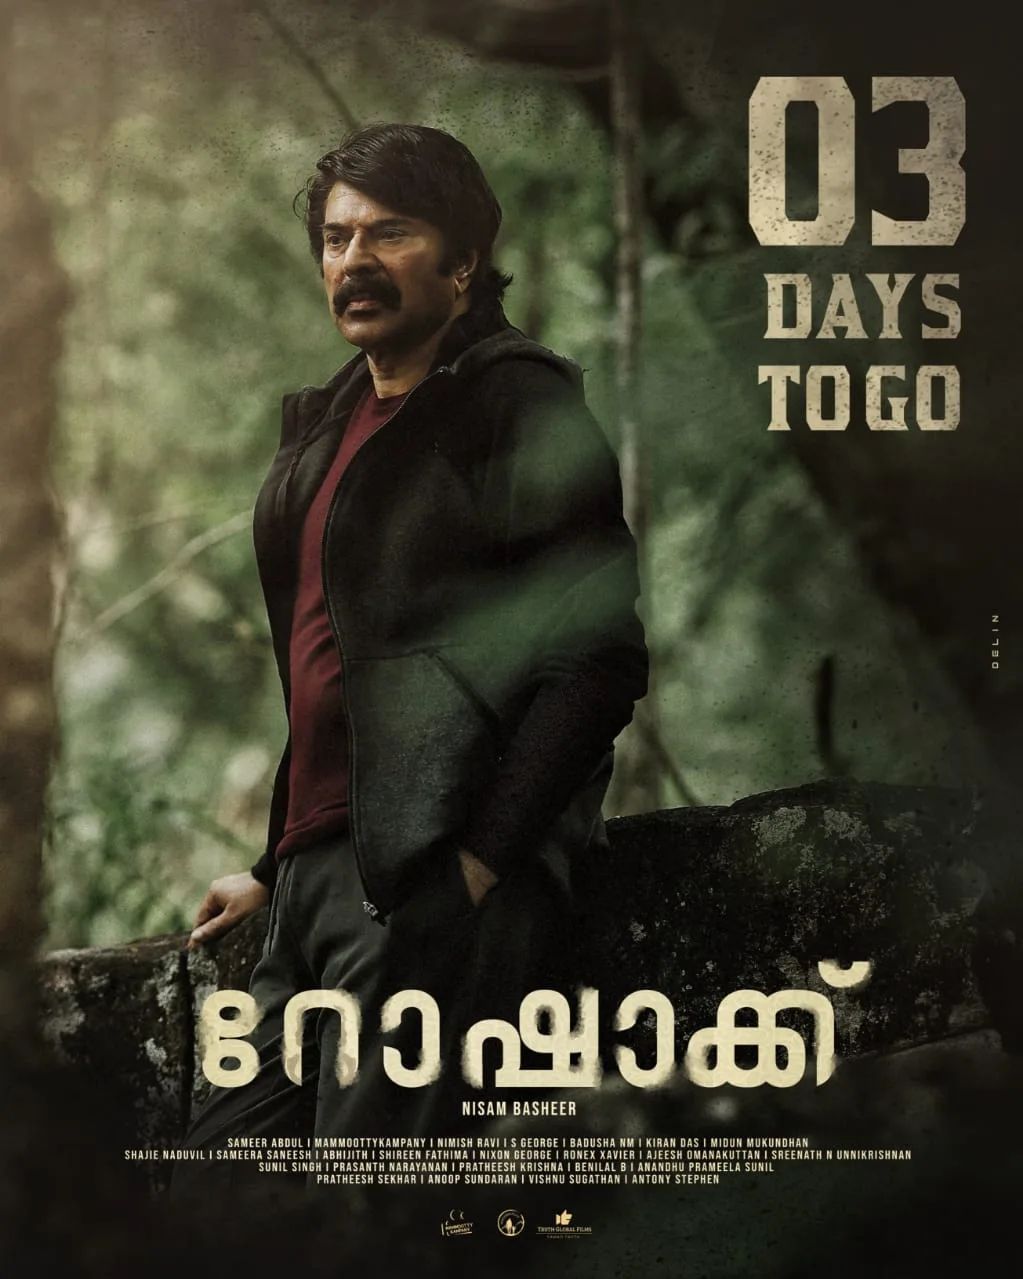 03
DAYS
TO GO
DELIN
റോഷാക്ക്
NISAM BASHEER
SAMEER ABDUL I MAMMOOTTYKAMPANY I NIMISH RAVI I S GEORGE I BADUSHA NM I KIRAN DAS I MIDUN MUKUNDHAN
SHAJIE NADUVIL I SAMEERA SANEESH I ABHIJITH I SHIREEN FATHIMA I NIXON GEORGE I RONEX XAVIER I AJEESH OMANAKUTTAN I SREENATH N UNNIKRISHNAN
SUNIL SINGH I PRASANTH NARAYANAN I PRATHEESH KRISHNA I BENILAL B I ANANDHU PRAMEELA SUNIL
PRATHEESH SEKHAR I ANOOP SUNDARAN I VISHNU SUGATHAN I ANTONY STEPHEN
MAMMOOTTY
KAMPANY
TRUTH GLOBAL FILMS